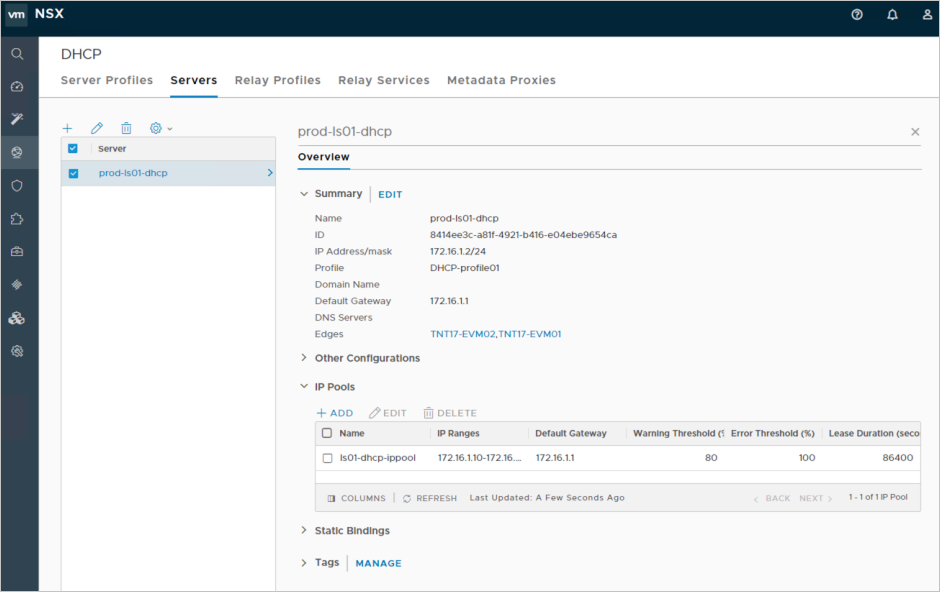 vm NSX
DHCP
Server Profiles Servers Relay Profiles Relay Services Metadata Proxies
Server
prod-ls01-dhcp
prod-ls01-dhcp
Overview
Summary EDIT
Name prod-ls01-dhcp
ID 8414ee3c-a81f-4921-b416-e04ebe9654ca
IP Address/mask 172.16.1.2/24
Profile DHCP-profile01
Domain Name
Default Gateway 172.16.1.1
DNS Servers
Edges TNT17-EVM02,TNT17-EVM01
Other Configurations
IP Pools
+ ADD EDIT DELETE
Name IP Ranges Default Gateway Warning Threshold (% Error Threshold (%) Lease Duration (seco
ls01-dhcp-ippool 172.16.1.10-172.16.... 172.16.1.1 80 100 86400
COLUMNS REFRESH Last Updated: A Few Seconds Ago BACK NEXT 1 - 1 of 1 IP Pool
Static Bindings
Tags MANAGE